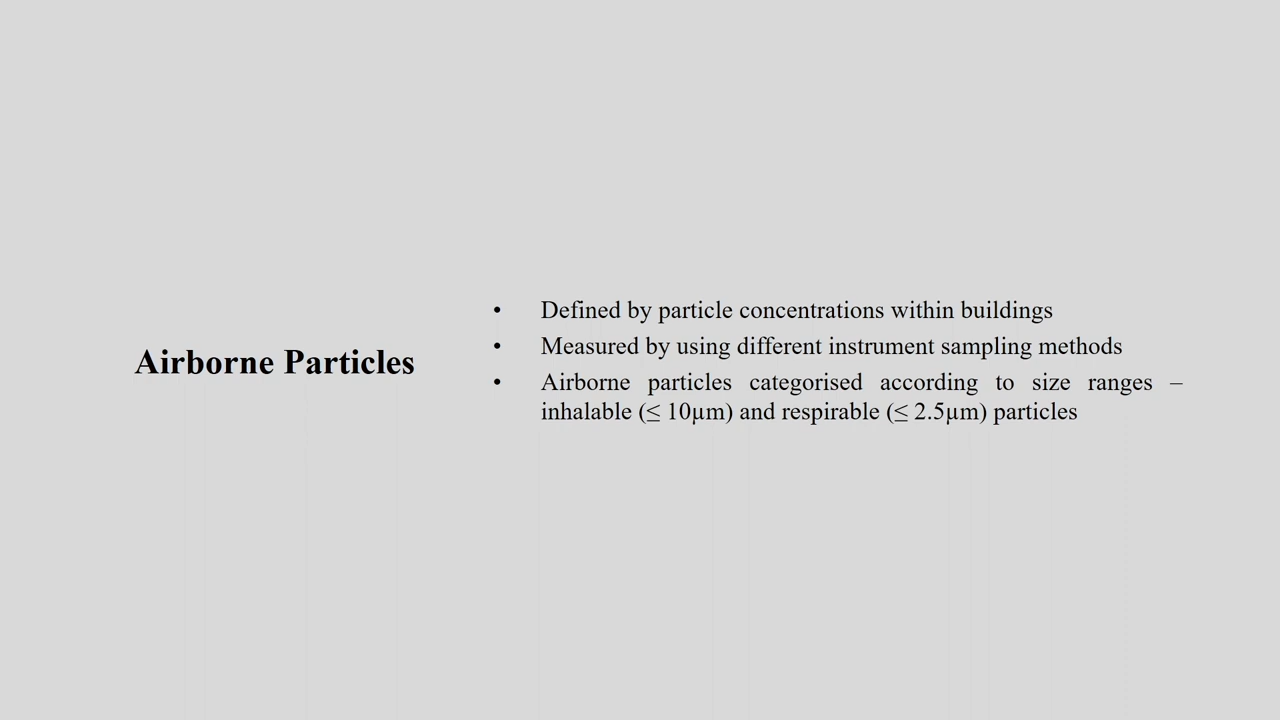 Airborne Particles
• Defined by particle concentrations within buildings
• Measured by using different instrument sampling methods
• Airborne particles categorised according to size ranges –
inhalable (≤ 10µm) and respirable (≤ 2.5µm) particles